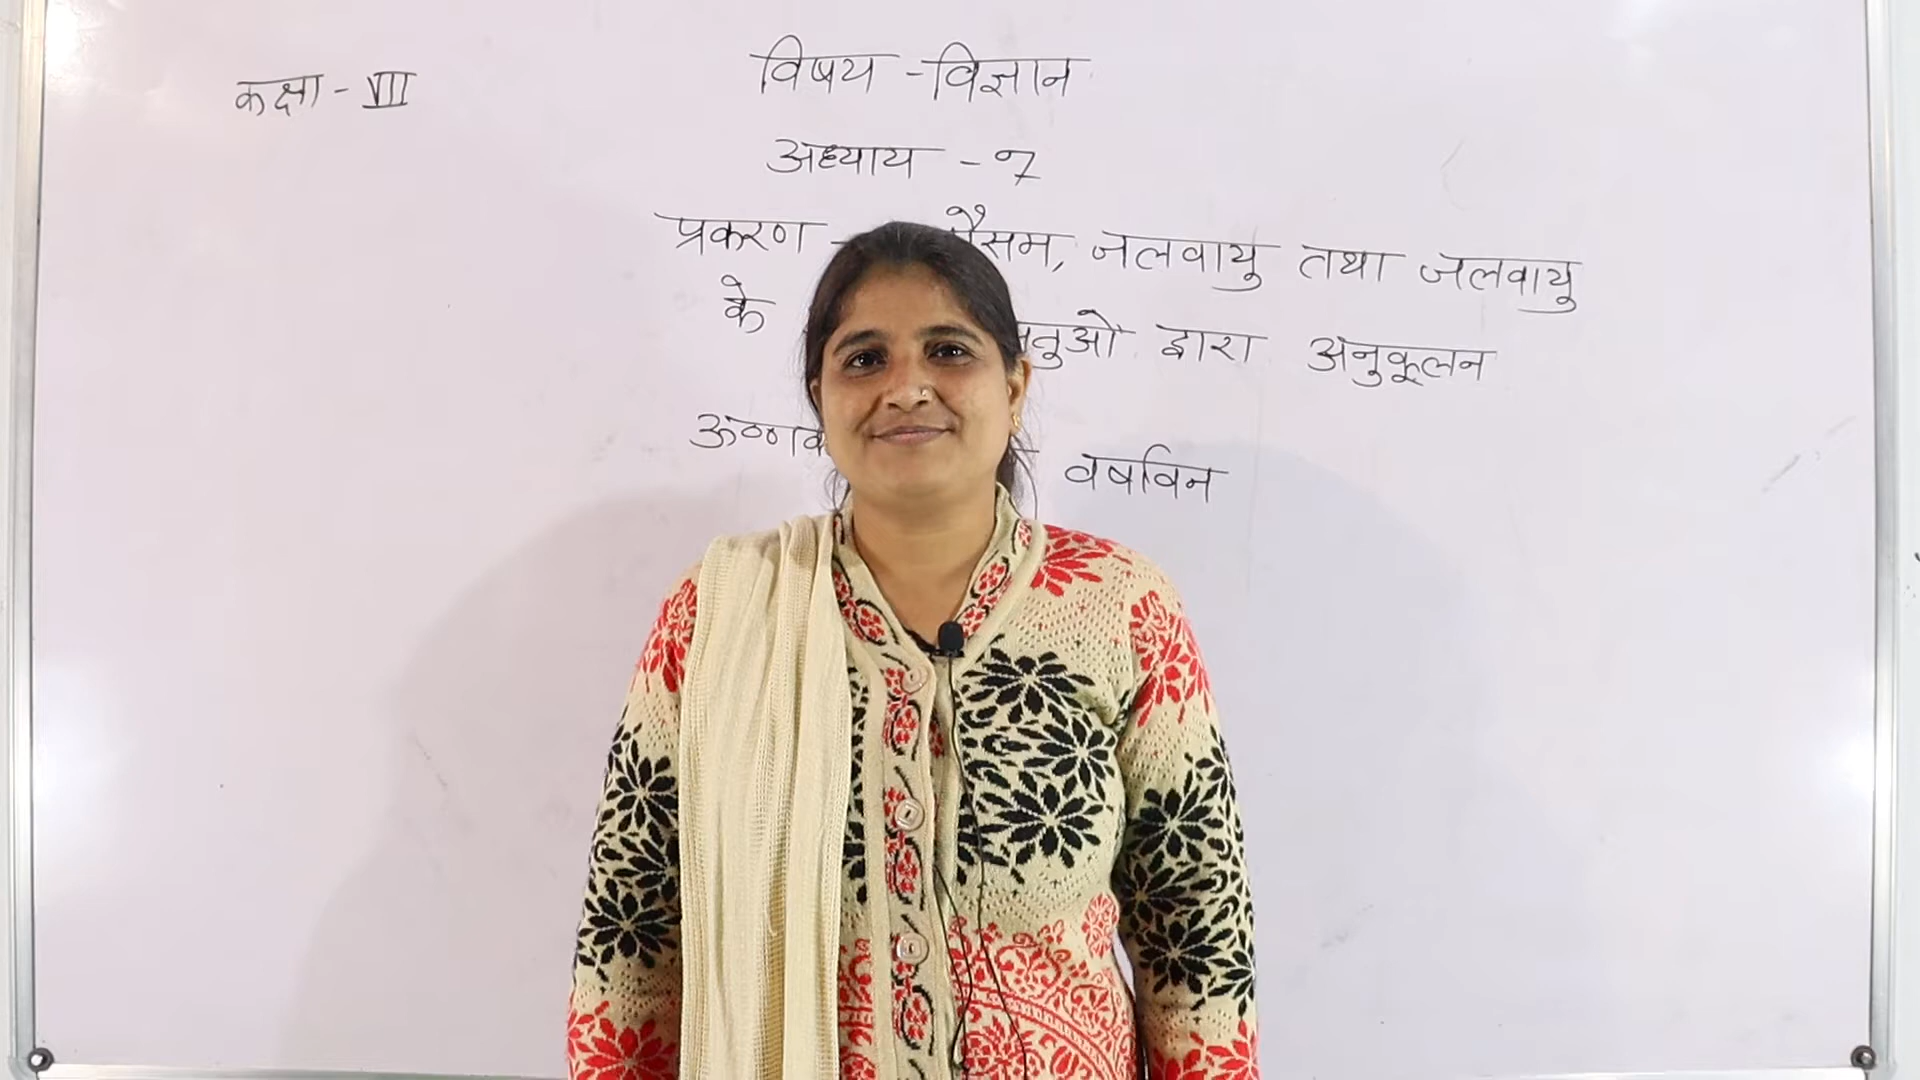 कक्षा - VII
विषय - विज्ञान
अध्याय - 7
प्रकरण - जलवायु तथा जलवायु
के द्वारा अनुकूलन
वर्षावन